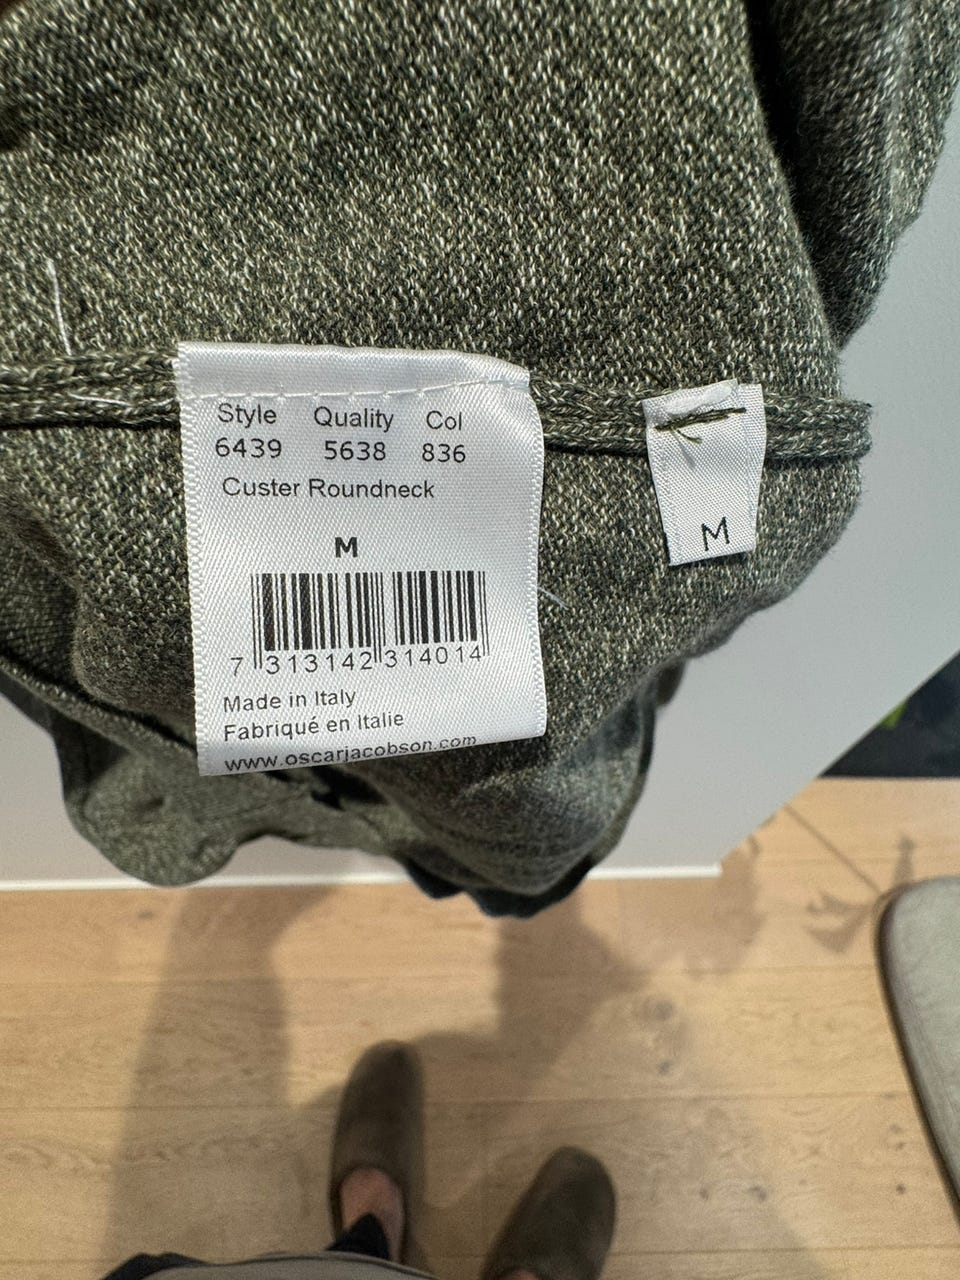 Style Quality Col
6439 5638 836
Custer Roundneck
M
7 313142 314014
Made in Italy
Fabriqué en Italie
www.oscarjacobson.com
M